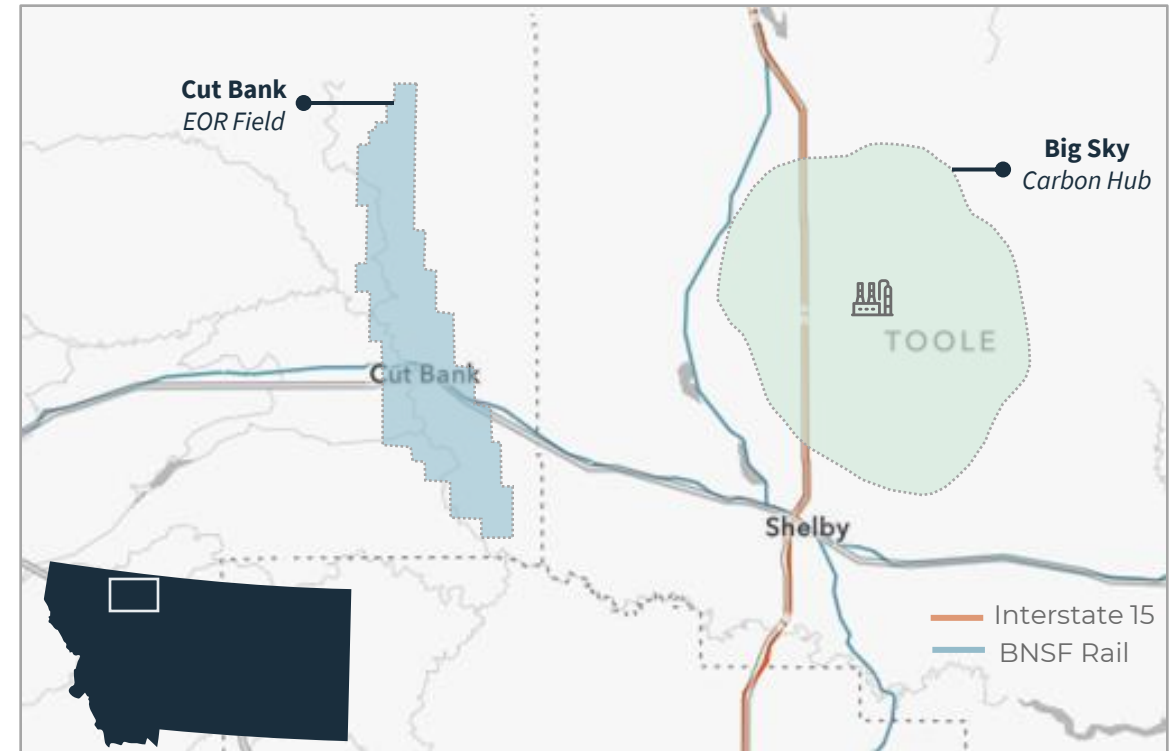 Cut Bank
EOR Field
Big Sky
Carbon Hub
TOOLE
Cut Bank
Shelby
Interstate 15
BNSF Rail